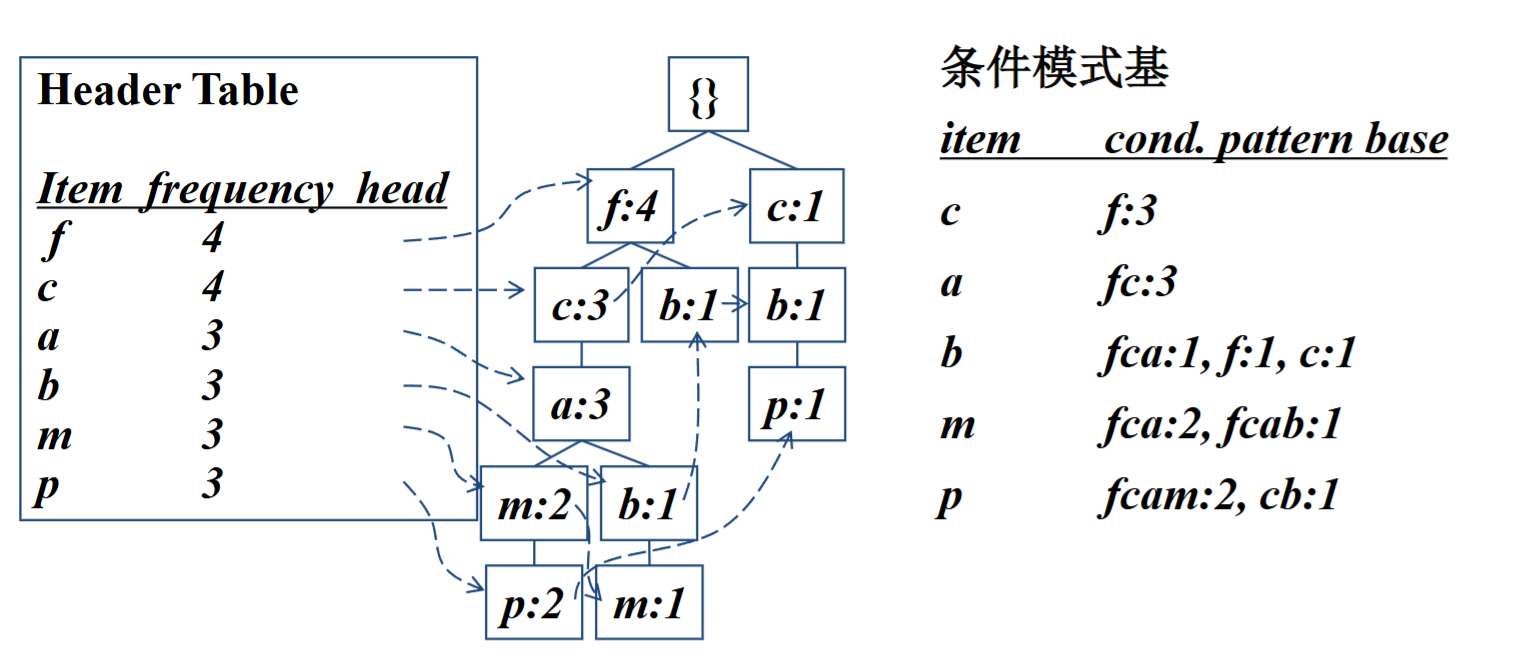 Header Table
Item frequency head
f 4
c 4
a 3
b 3
m 3
p 3
{}
f:4 c:1
c:3 b:1 b:1
a:3 p:1
m:2 b:1
p:2 m:1
条件模式基
item cond. pattern base
c f:3
a fc:3
b fca:1, f:1, c:1
m fca:2, fcab:1
p fcam:2, cb:1